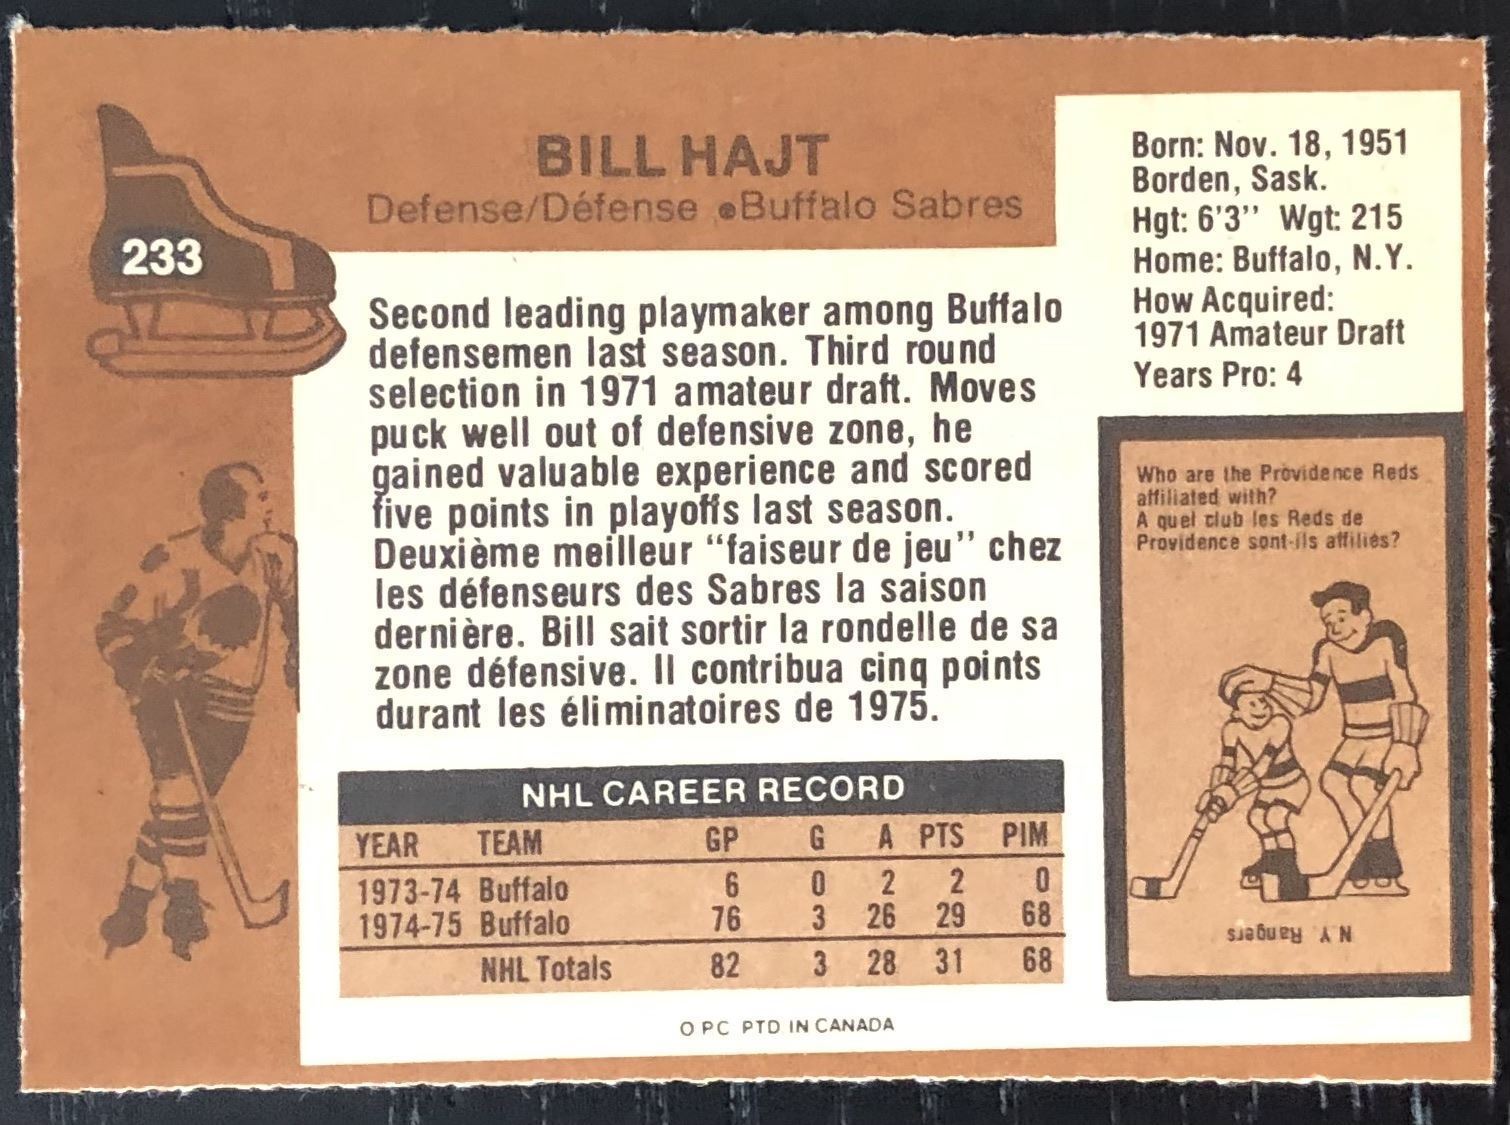 233
BILL HAJT
Defense/Défense •Buffalo Sabres
Born: Nov. 18, 1951
Borden, Sask.
Hgt: 6'3" Wgt: 215
Home: Buffalo, N.Y.
How Acquired:
1971 Amateur Draft
Years Pro: 4
Second leading playmaker among Buffalo
defensemen last season. Third round
selection in 1971 amateur draft. Moves
puck well out of defensive zone, he
gained valuable experience and scored
five points in playoffs last season.
Deuxième meilleur "faiseur de jeu" chez
les défenseurs des Sabres la saison
dernière. Bill sait sortir la rondelle de sa
zone défensive. Il contribua cinq points
durant les éliminatoires de 1975.
NHL CAREER RECORD
YEAR TEAM GP G A PTS PIM
1973-74 Buffalo 6 0 2 2 0
1974-75 Buffalo 76 3 26 29 68
NHL Totals 82 3 28 31 68
O PC PTD IN CANADA
Who are the Providence Reds
affiliated with?
A quel club les Reds de
Providence sont-ils affiliés?
N Y Rangers